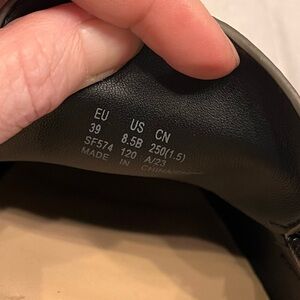 EU US CN
39 8.5B 250(1.5)
SF574 120 A/23
MADE IN CHINA